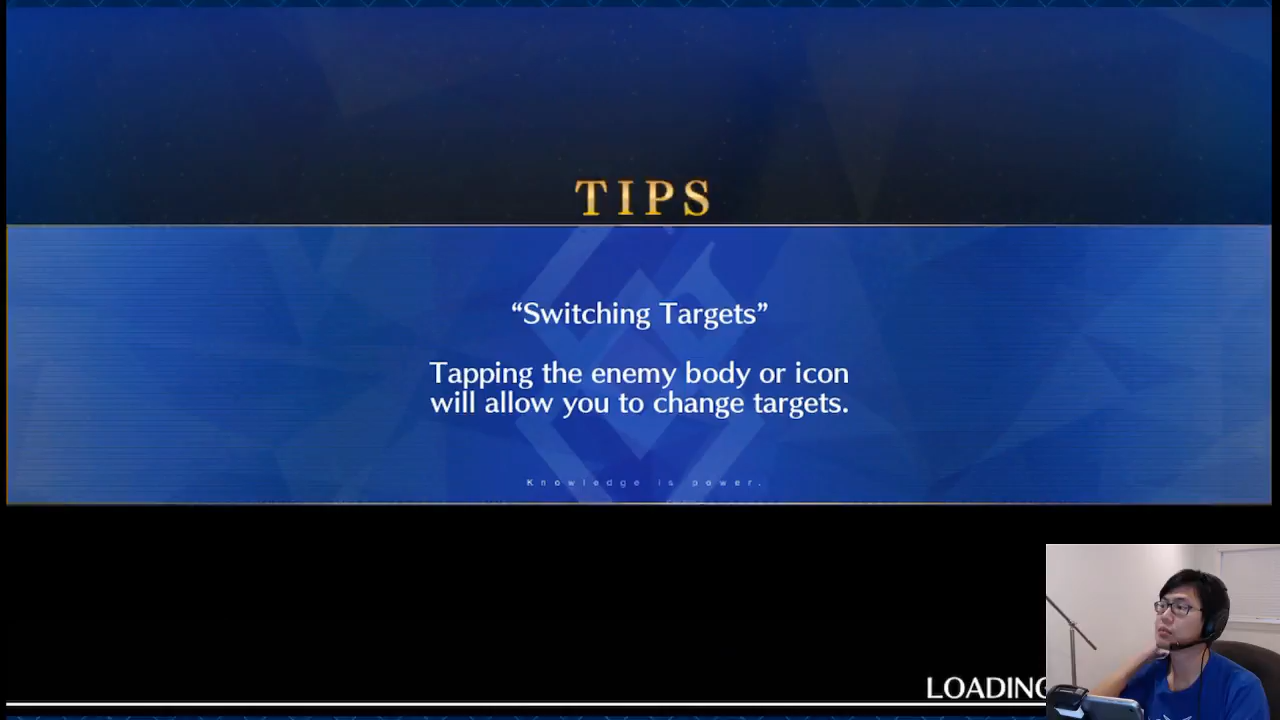 TIPS
“Switching Targets”
Tapping the enemy body or icon
will allow you to change targets.
Knowledge is power.
LOADING